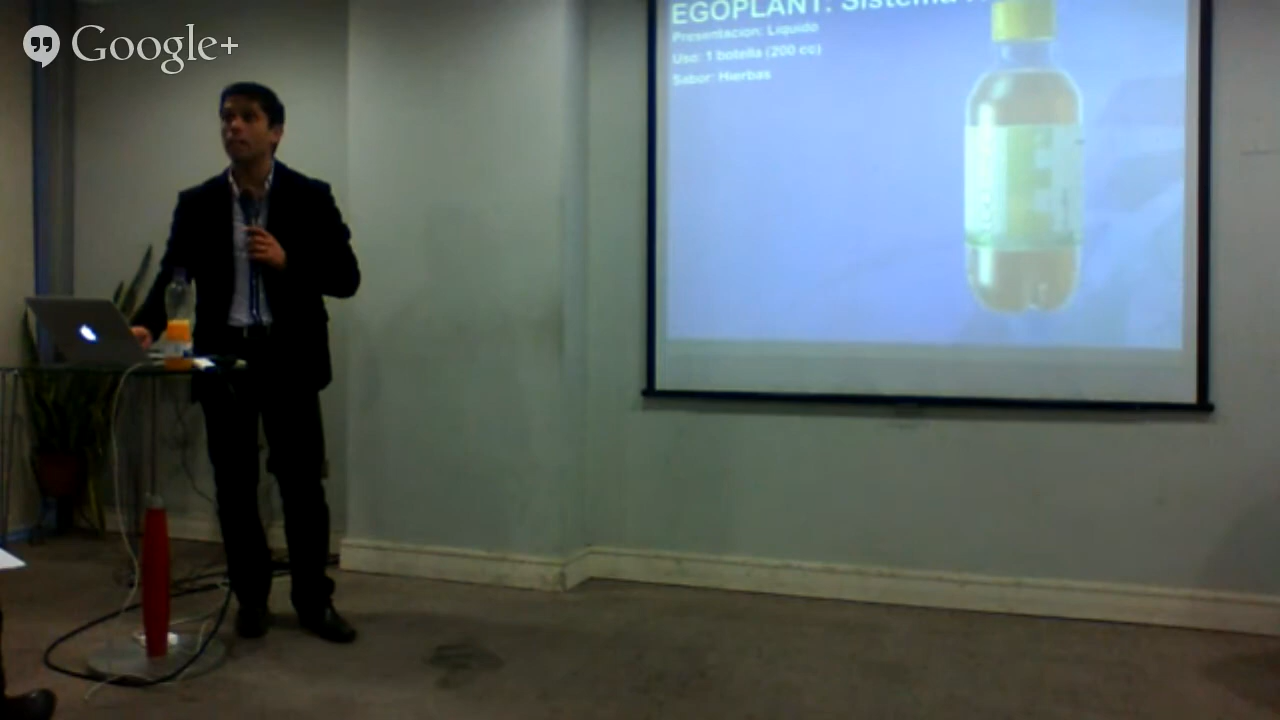 Google+
EGOPLANT: Sistema
Presentacion: Liquido
Uso: 1 botella (200 cc)
Sabor: Hierbas